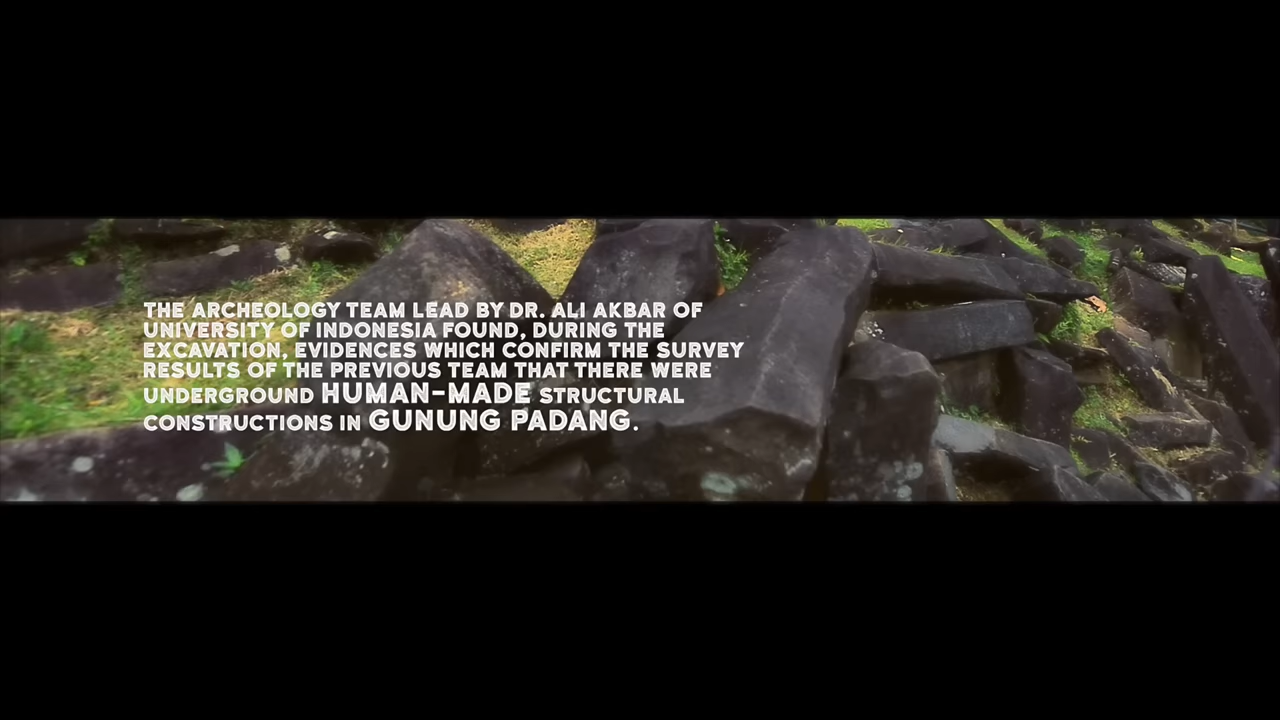 THE ARCHEOLOGY TEAM LEAD BY DR. ALI AKBAR OF
UNIVERSITY OF INDONESIA FOUND, DURING THE
EXCAVATION, EVIDENCES WHICH CONFIRM THE SURVEY
RESULTS OF THE PREVIOUS TEAM THAT THERE WERE
UNDERGROUND HUMAN-MADE STRUCTURAL
CONSTRUCTIONS IN GUNUNG PADANG.